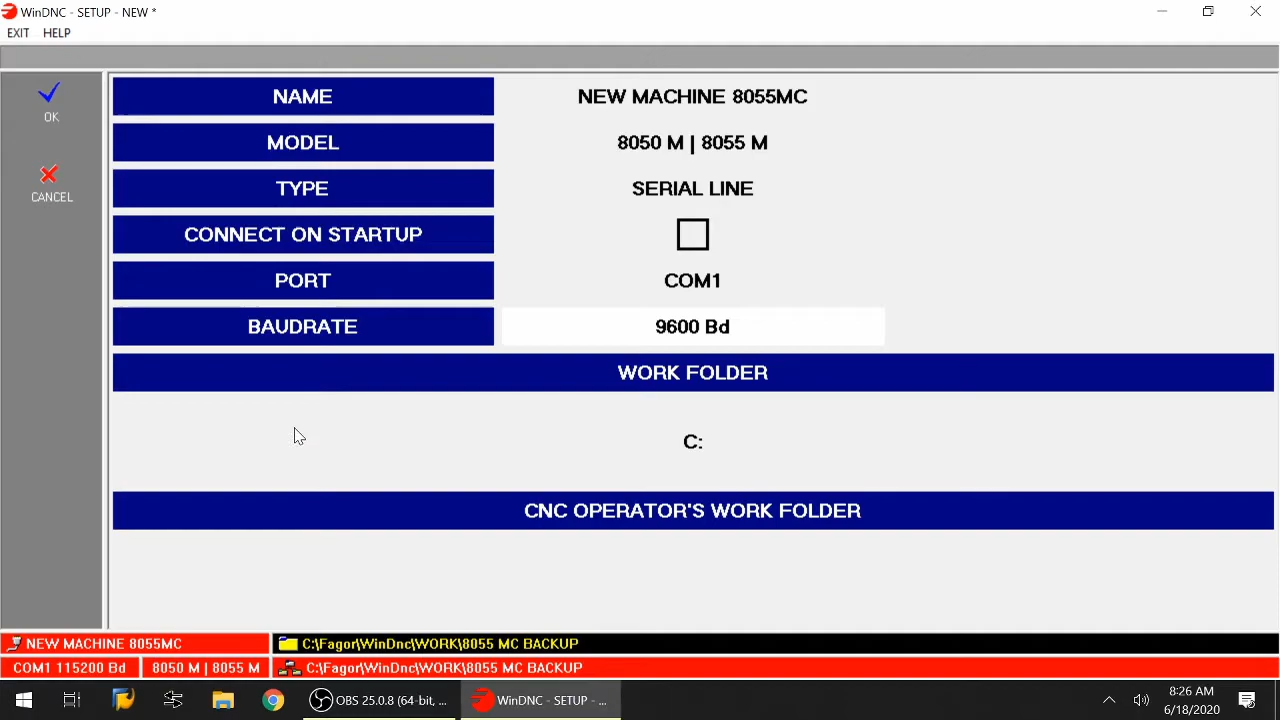 WinDNC - SETUP - NEW *
EXIT HELP
OK
CANCEL
NAME NEW MACHINE 8055MC
MODEL 8050 M | 8055 M
TYPE SERIAL LINE
CONNECT ON STARTUP
PORT COM1
BAUDRATE 9600 Bd
WORK FOLDER
C:
CNC OPERATOR'S WORK FOLDER
NEW MACHINE 8055MC C:\Fagor\WinDnc\WORK\8055 MC BACKUP
COM1 115200 Bd 8050 M | 8055 M C:\Fagor\WinDnc\WORK\8055 MC BACKUP
OBS 25.0.8 (64-bit, ... WinDNC - SETUP - ... 8:26 AM
6/18/2020